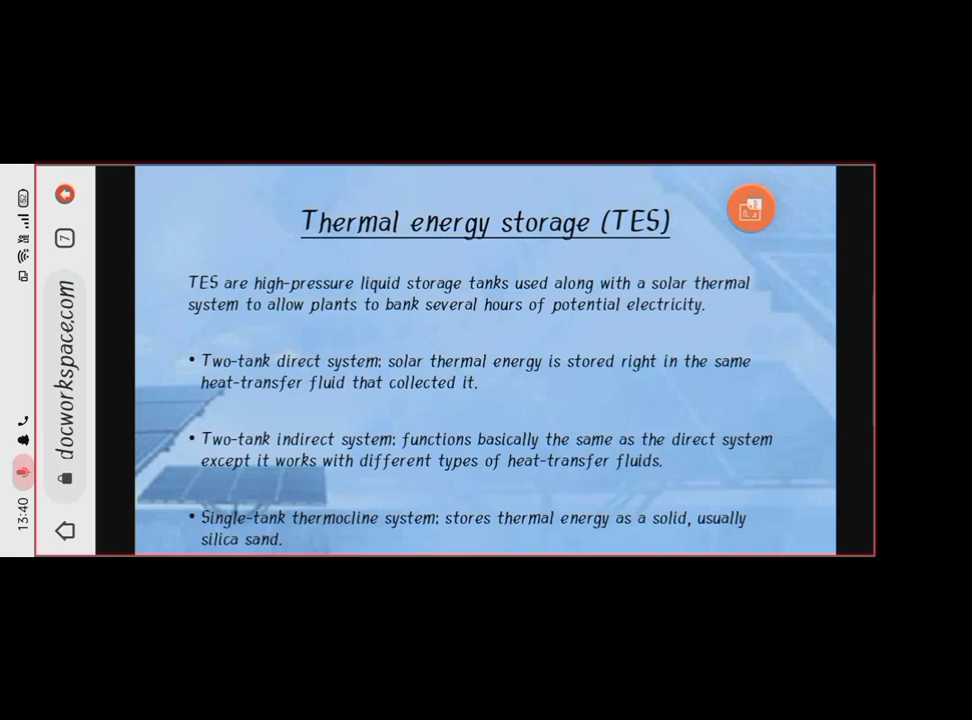 Thermal energy storage (TES)
TES are high-pressure liquid storage tanks used along with a solar thermal
system to allow plants to bank several hours of potential electricity.
• Two-tank direct system: solar thermal energy is stored right in the same
heat-transfer fluid that collected it.
• Two-tank indirect system: functions basically the same as the direct system
except it works with different types of heat-transfer fluids.
• Single-tank thermocline system: stores thermal energy as a solid, usually
silica sand.
13:40
docworkspace.com
7